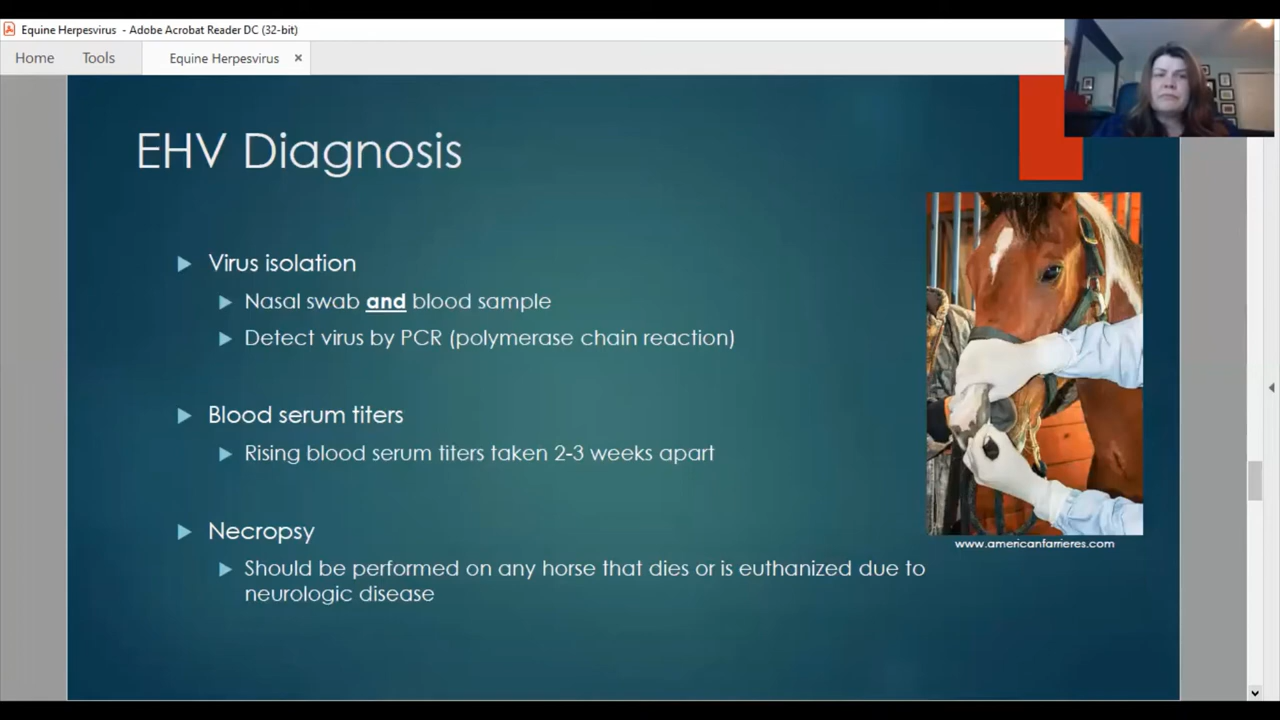 Equine Herpesvirus - Adobe Acrobat Reader DC (32-bit)
Home Tools Equine Herpesvirus ×
EHV Diagnosis
Virus isolation
Nasal swab and blood sample
Detect virus by PCR (polymerase chain reaction)
Blood serum titers
Rising blood serum titers taken 2-3 weeks apart
Necropsy
Should be performed on any horse that dies or is euthanized due to
neurologic disease
www.americanfarrieres.com